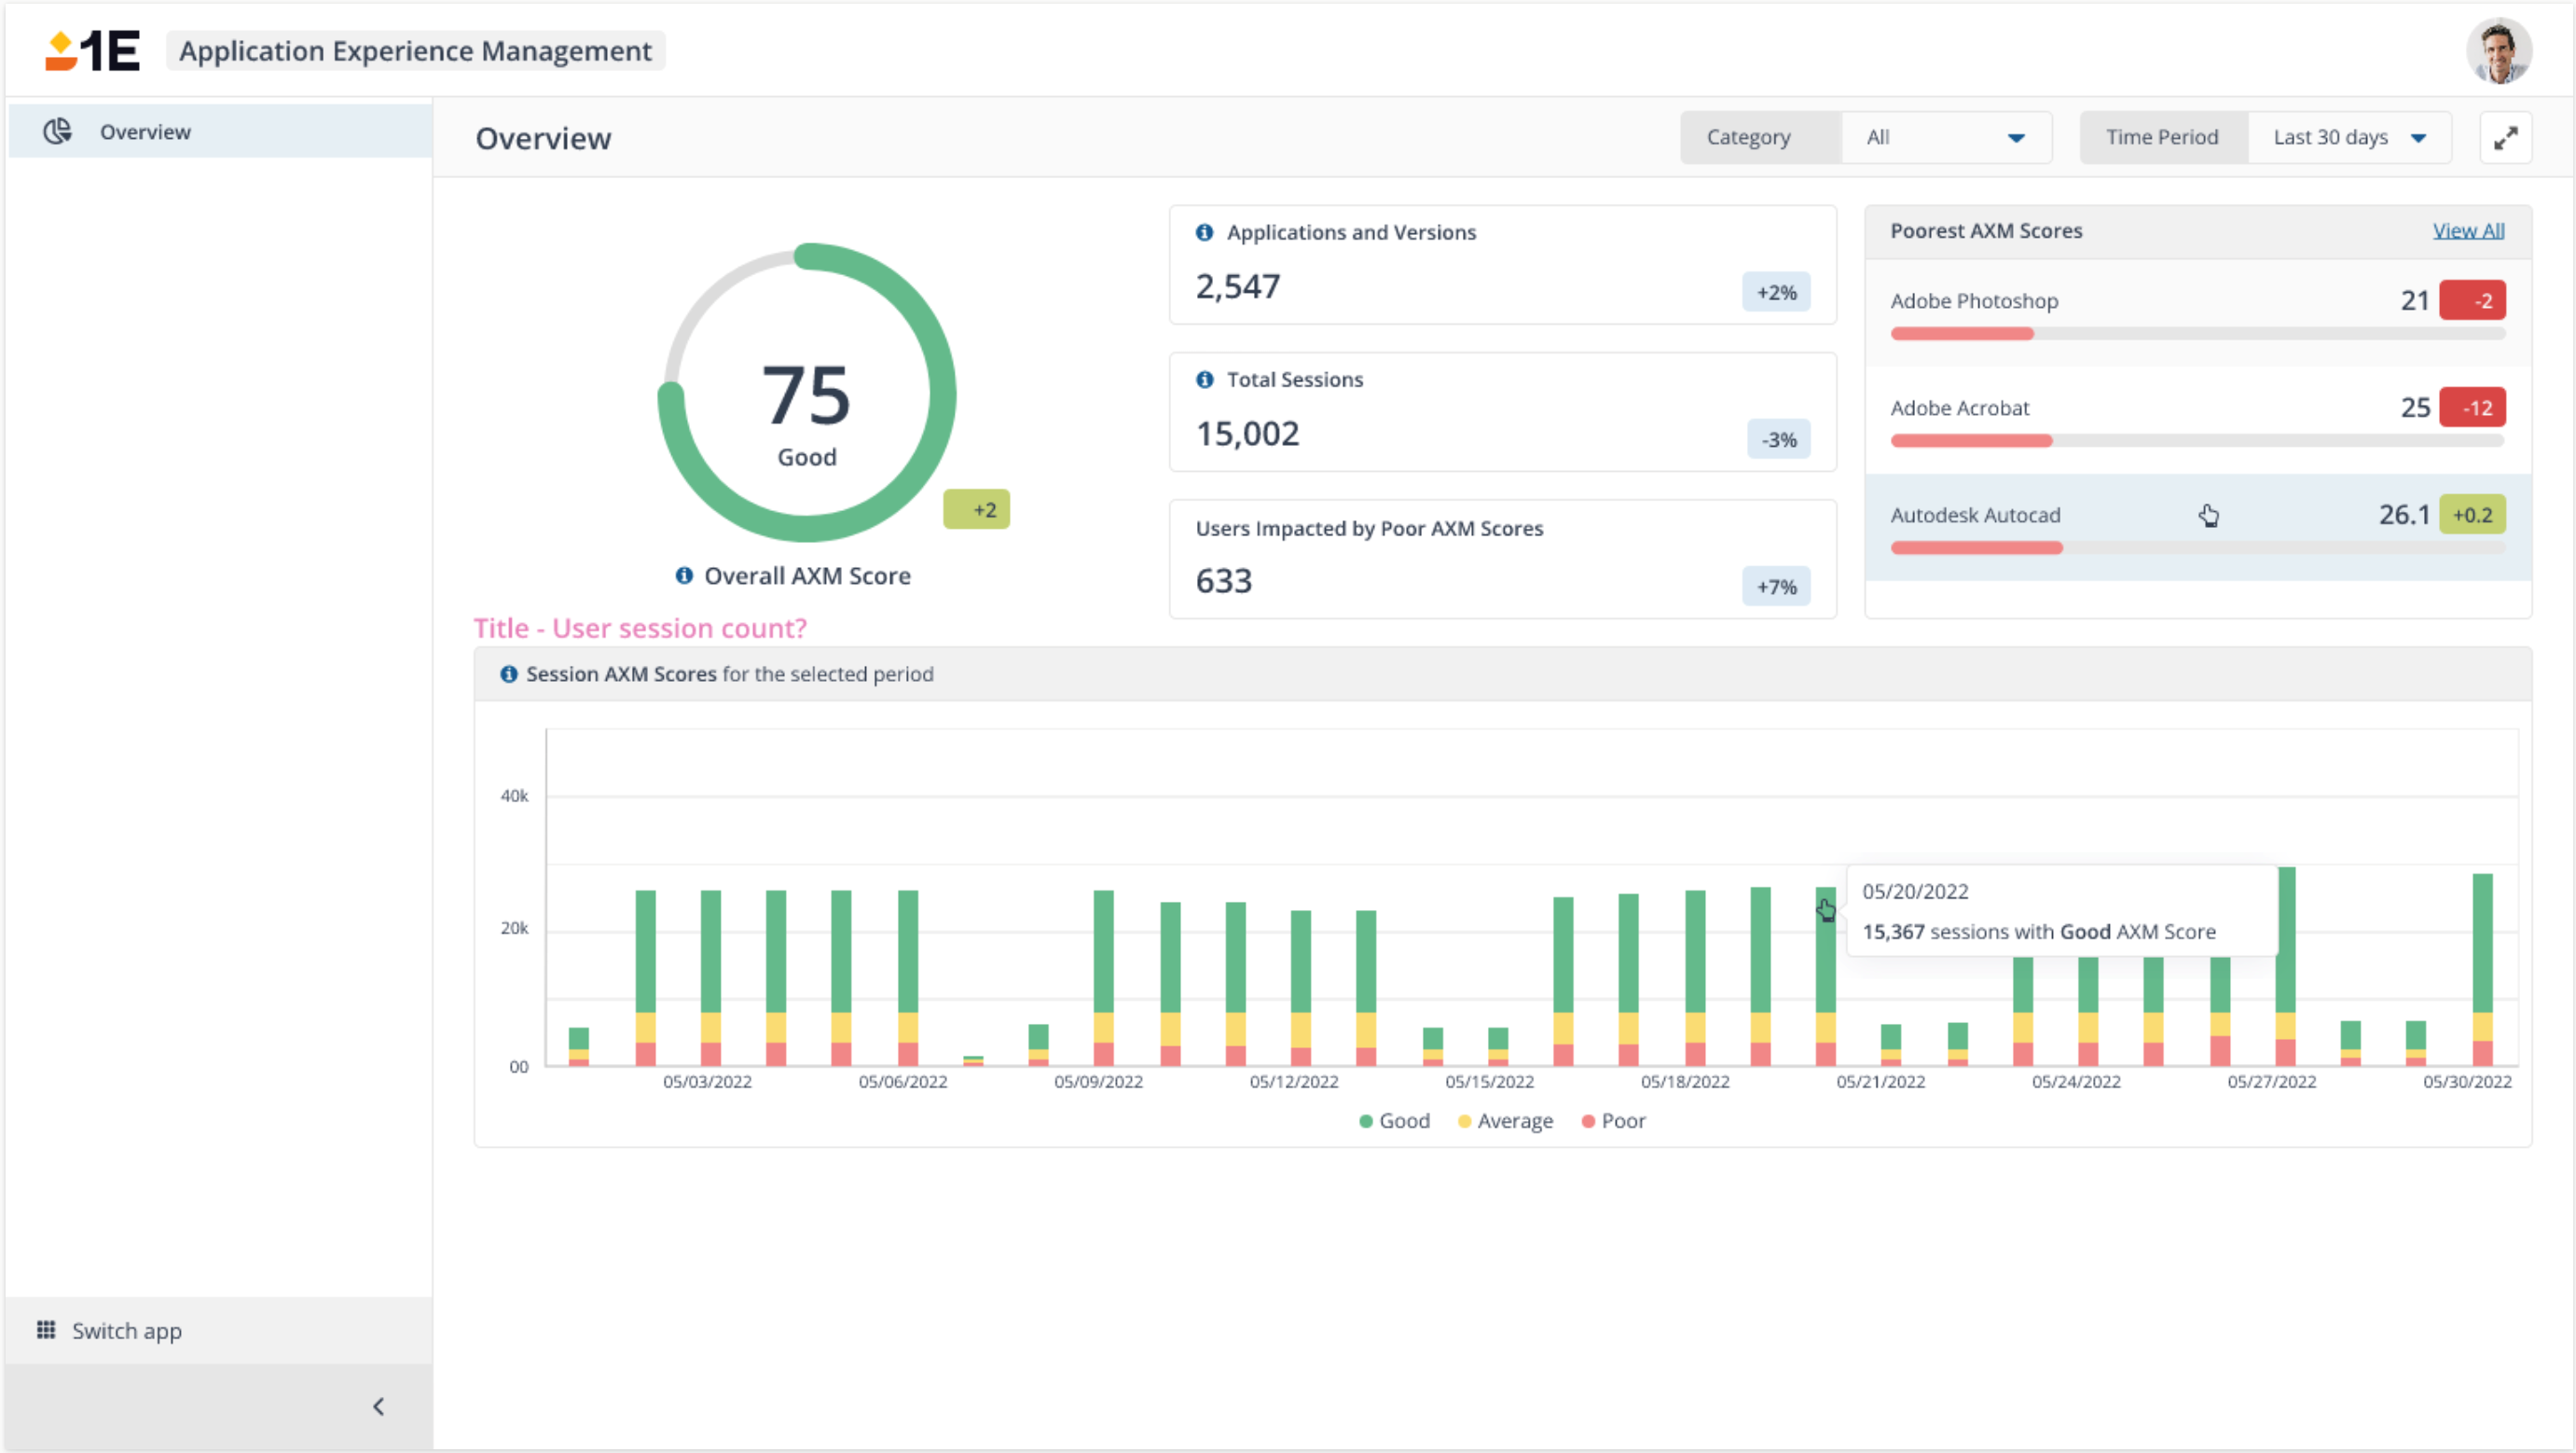 1E Application Experience Management
Overview
Overview
Category All Time Period Last 30 days
75
Good
+2
Overall AXM Score
Applications and Versions
2,547 +2%
Total Sessions
15,002 -3%
Users Impacted by Poor AXM Scores
633 +7%
Poorest AXM Scores View All
Adobe Photoshop 21 -2
Adobe Acrobat 25 -12
Autodesk Autocad 26.1 +0.2
Title - User session count?
Session AXM Scores for the selected period
40k
20k
00
05/20/2022
15,367 sessions with Good AXM Score
05/03/2022 05/06/2022 05/09/2022 05/12/2022 05/15/2022 05/18/2022 05/21/2022 05/24/2022 05/27/2022 05/30/2022
Good Average Poor
Switch app